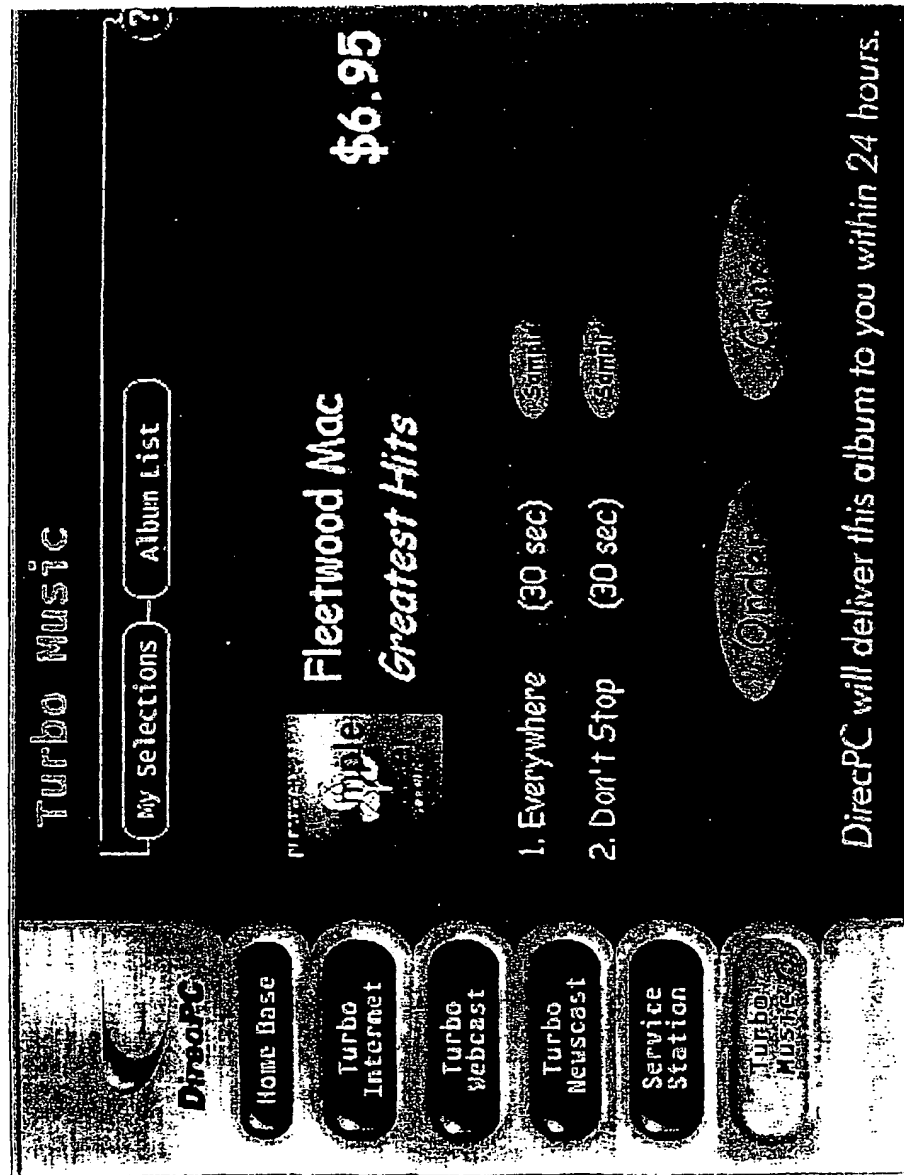 Turbo Music
My Selections
Album List
?
DirecPC
Home Base
Turbo
Internet
Turbo
Webcast
Turbo
Newscast
Service
Station
Turbo
Music
Fleetwood Mac
Greatest Hits
$6.95
1. Everywhere (30 sec)
2. Don't Stop (30 sec)
Order
DirecPC will deliver this album to you within 24 hours.